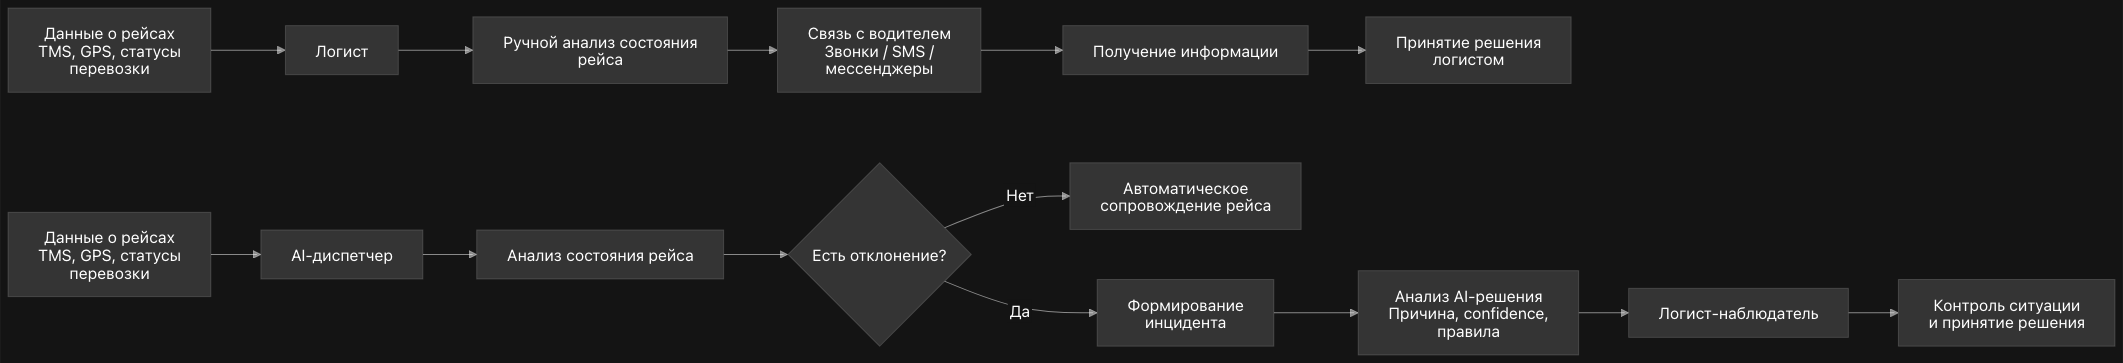 Данные о рейсах
TMS, GPS, статусы
перевозки
Логист
Ручной анализ состояния
рейса
Связь с водителем
Звонки / SMS /
мессенджеры
Получение информации
Принятие решения
логистом
Данные о рейсах
TMS, GPS, статусы
перевозки
AI-диспетчер
Анализ состояния рейса
Есть отклонение?
Нет
Автоматическое
сопровождение рейса
Да
Формирование
инцидента
Анализ AI-решения
Причина, confidence,
правила
Логист-наблюдатель
Контроль ситуации
и принятие решения